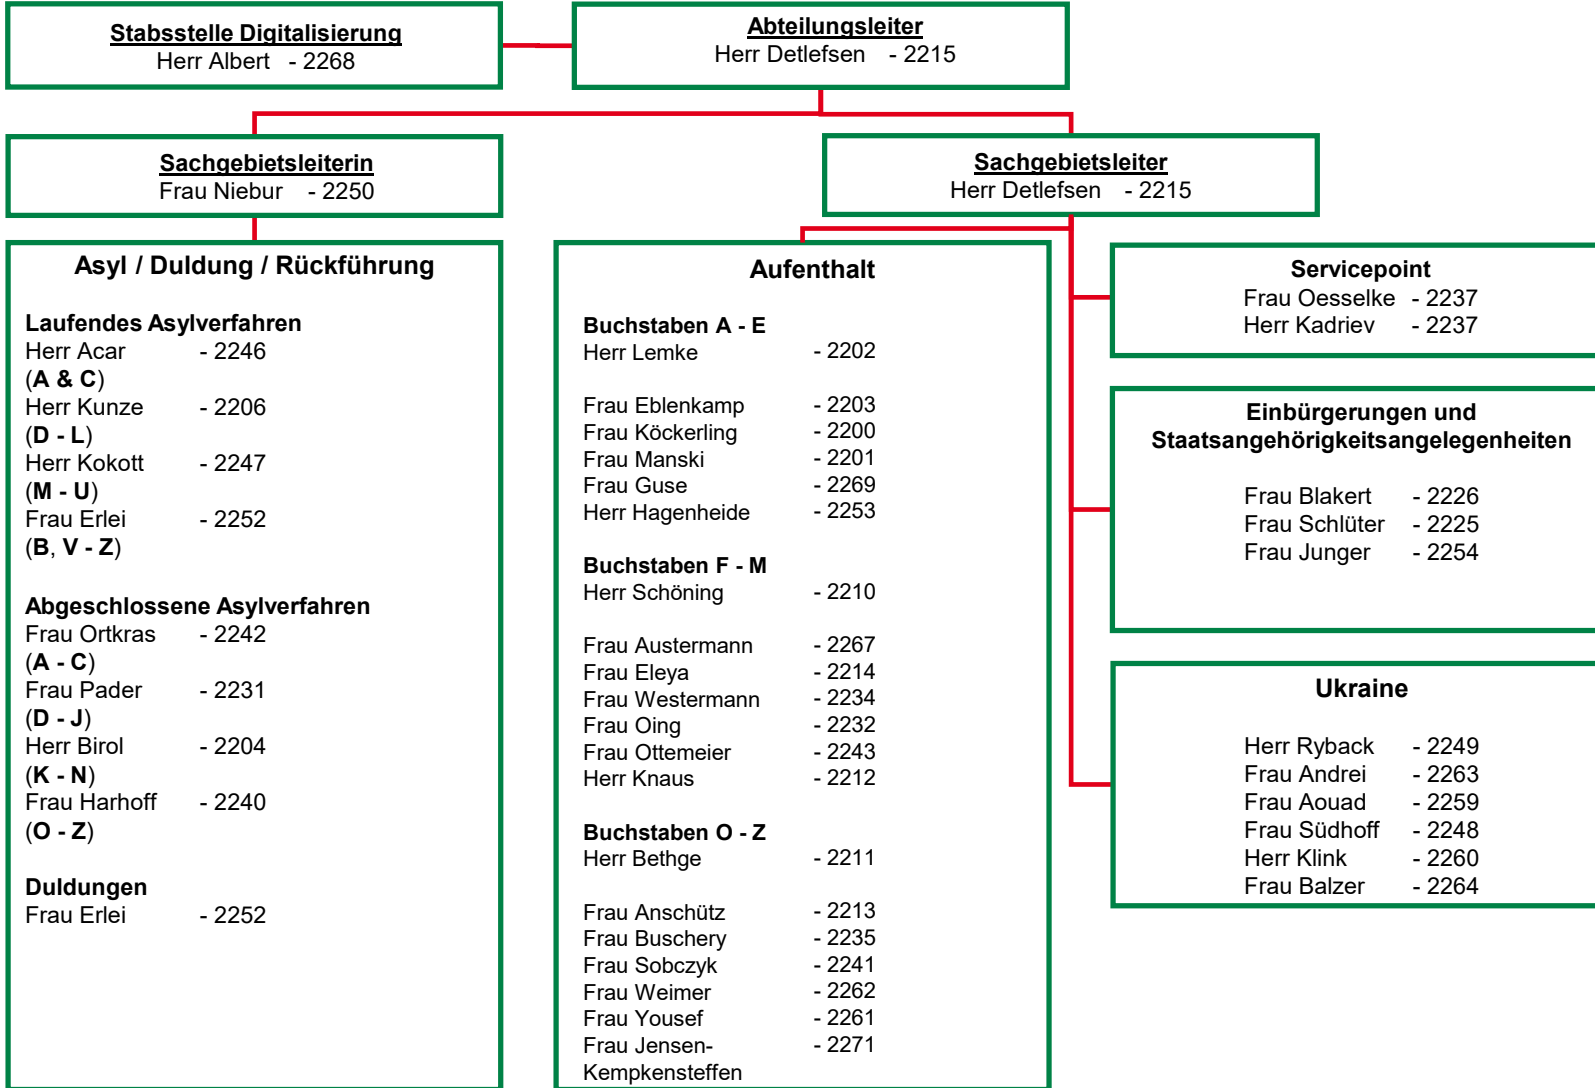 Stabsstelle Digitalisierung
Herr Albert - 2268
Abteilungsleiter
Herr Detlefsen - 2215
Sachgebietsleiterin
Frau Niebur - 2250
Sachgebietsleiter
Herr Detlefsen - 2215
Asyl / Duldung / Rückführung
Laufendes Asylverfahren
Herr Acar - 2246
(A & C)
Herr Kunze - 2206
(D - L)
Herr Kokott - 2247
(M - U)
Frau Erlei - 2252
(B, V - Z)
Abgeschlossene Asylverfahren
Frau Ortkras - 2242
(A - C)
Frau Pader - 2231
(D - J)
Herr Birol - 2204
(K - N)
Frau Harhoff - 2240
(O - Z)
Duldungen
Frau Erlei - 2252
Aufenthalt
Buchstaben A - E
Herr Lemke - 2202
Frau Eblenkamp - 2203
Frau Köckerling - 2200
Frau Manski - 2201
Frau Guse - 2269
Herr Hagenheide - 2253
Buchstaben F - M
Herr Schöning - 2210
Frau Austermann - 2267
Frau Eleya - 2214
Frau Westermann - 2234
Frau Oing - 2232
Frau Ottemeier - 2243
Herr Knaus - 2212
Buchstaben O - Z
Herr Bethge - 2211
Frau Anschütz - 2213
Frau Buschery - 2235
Frau Sobczyk - 2241
Frau Weimer - 2262
Frau Yousef - 2261
Frau Jensen- - 2271
Kempkensteffen
Servicepoint
Frau Oesselke - 2237
Herr Kadriev - 2237
Einbürgerungen und
Staatsangehörigkeitsangelegenheiten
Frau Blakert - 2226
Frau Schlüter - 2225
Frau Junger - 2254
Ukraine
Herr Ryback - 2249
Frau Andrei - 2263
Frau Aouad - 2259
Frau Südhoff - 2248
Herr Klink - 2260
Frau Balzer - 2264